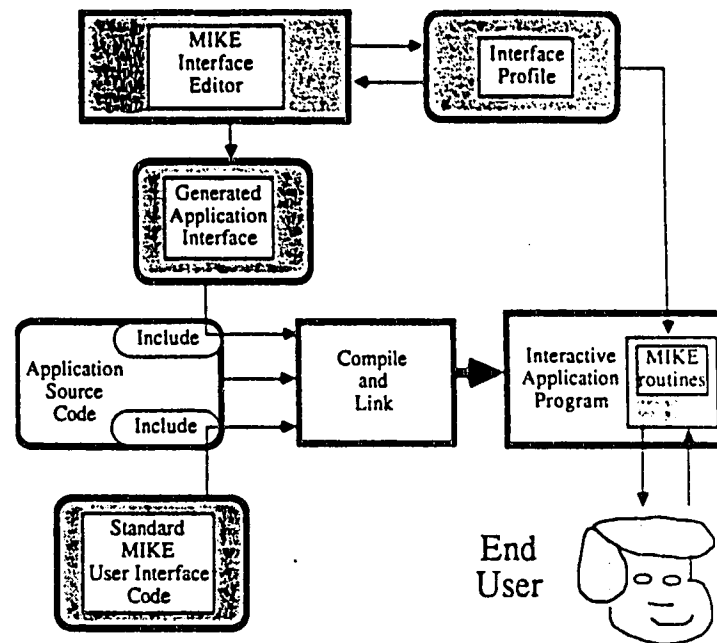 MIKE
Interface
Editor
Interface
Profile
Generated
Application
Interface
Include
Application
Source
Code
Include
Compile
and
Link
Interactive
Application
Program
MIKE
routines
Standard
MIKE
User Interface
Code
End
User